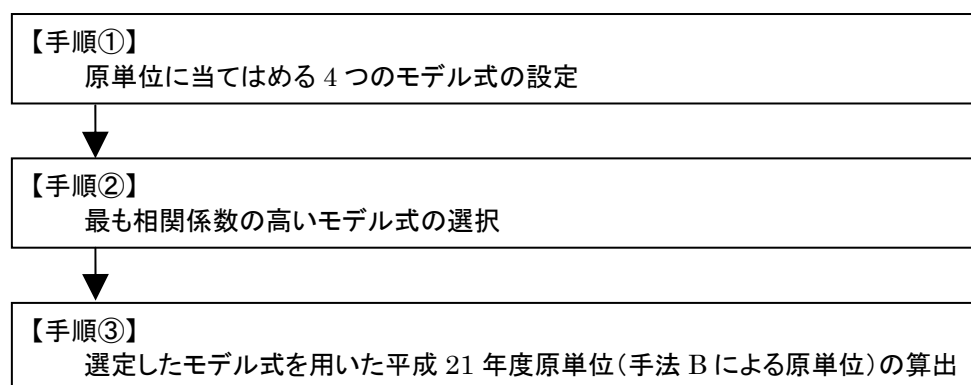 【手順①】
原単位に当てはめる 4 つのモデル式の設定
【手順②】
最も相関係数の高いモデル式の選択
【手順③】
選定したモデル式を用いた平成 21 年度原単位(手法 B による原単位)の算出